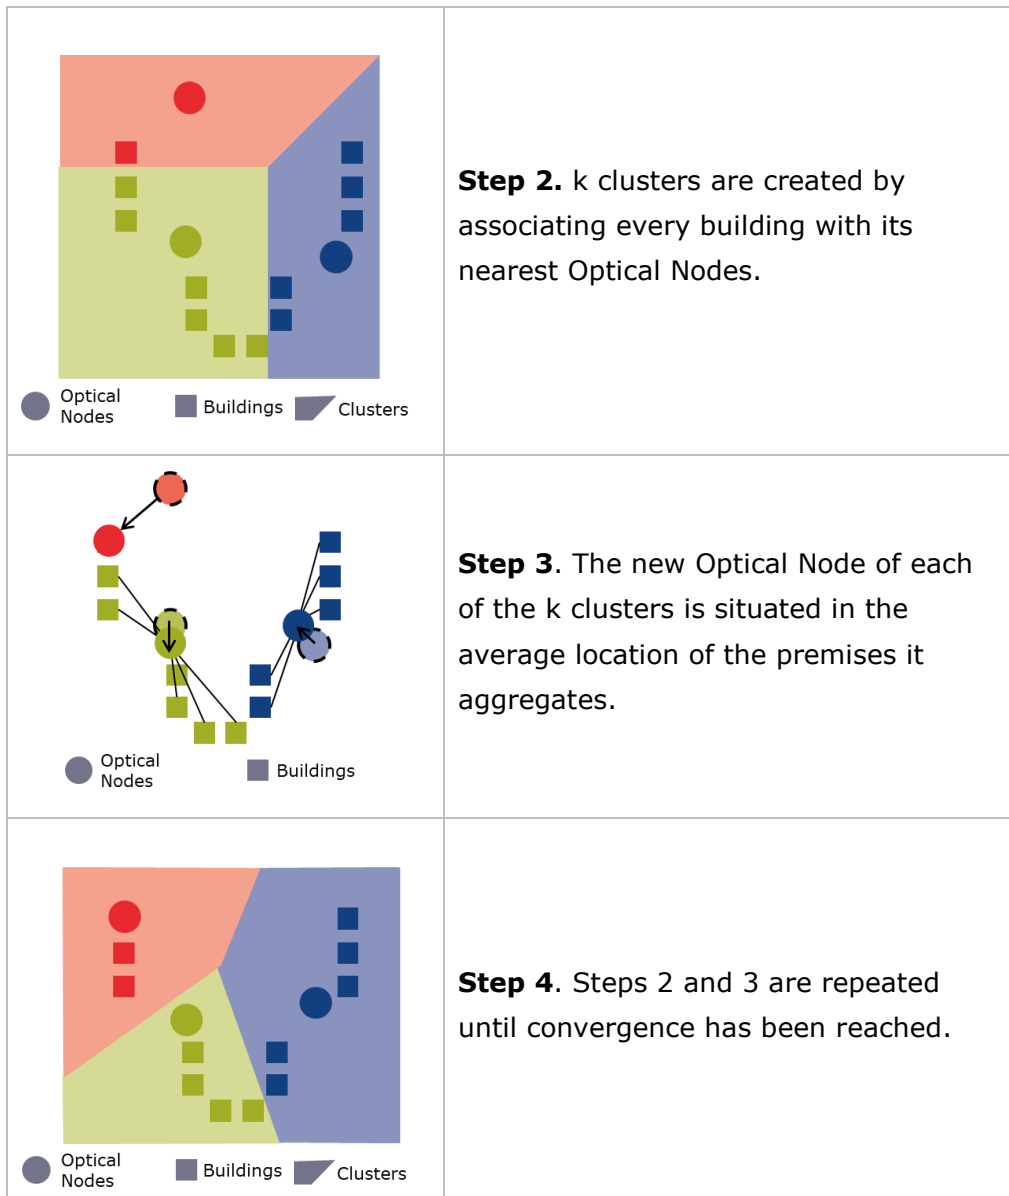 Step 2. k clusters are created by
associating every building with its
nearest Optical Nodes.
Optical
Nodes
Buildings
Clusters
Step 3. The new Optical Node of each
of the k clusters is situated in the
average location of the premises it
aggregates.
Optical
Nodes
Buildings
Step 4. Steps 2 and 3 are repeated
until convergence has been reached.
Optical
Nodes
Buildings
Clusters